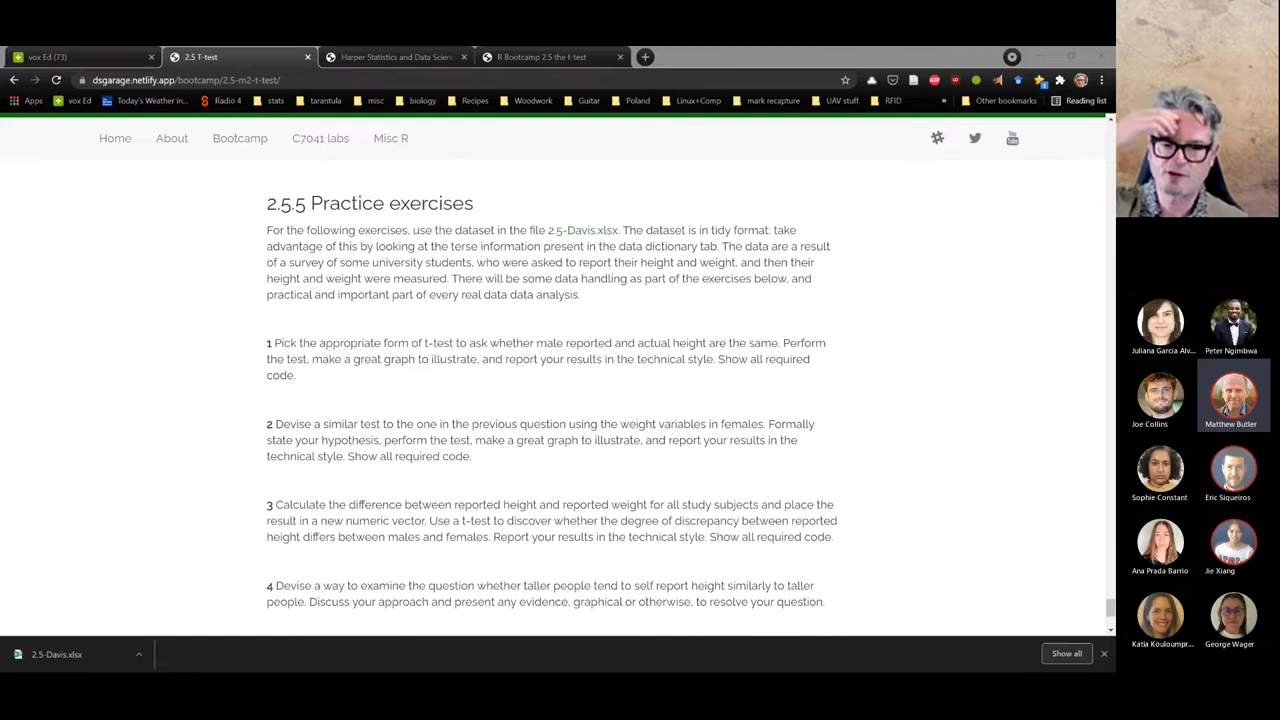 vox Ed (73)
2.5 T-test
Harper Statistics and Data Scien
R Bootcamp 2.5 the t-test
dsgarage.netlify.app/bootcamp/2.5-m2-t-test/
Apps vox Ed Today's Weather in... Radio 4 stats tarantula misc biology Recipes Woodwork Guitar Poland Linux+Comp mark recapture UAV stuff RFID » Other bookmarks Reading list
Home About Bootcamp C7041 labs Misc R
2.5.5 Practice exercises
For the following exercises, use the dataset in the file 2.5-Davis.xlsx. The dataset is in tidy format; take
advantage of this by looking at the terse information present in the data dictionary tab. The data are a result
of a survey of some university students, who were asked to report their height and weight, and then their
height and weight were measured. There will be some data handling as part of the exercises below, and
practical and important part of every real data data analysis.
1 Pick the appropriate form of t-test to ask whether male reported and actual height are the same. Perform
the test, make a great graph to illustrate, and report your results in the technical style. Show all required
code.
2 Devise a similar test to the one in the previous question using the weight variables in females. Formally
state your hypothesis, perform the test, make a great graph to illustrate, and report your results in the
technical style. Show all required code.
3 Calculate the difference between reported height and reported weight for all study subjects and place the
result in a new numeric vector. Use a t-test to discover whether the degree of discrepancy between reported
height differs between males and females. Report your results in the technical style. Show all required code.
4 Devise a way to examine the question whether taller people tend to self report height similarly to taller
people. Discuss your approach and present any evidence, graphical or otherwise, to resolve your question.
2.5-Davis.xlsx
Show all
Juliana Garcia Alv... Peter Ngimbwa
Joe Collins Matthew Butler
Sophie Constant Eric Siqueiros
Ana Prada Barrio Jie Xiang
Katia Kouloumpr... George Wager